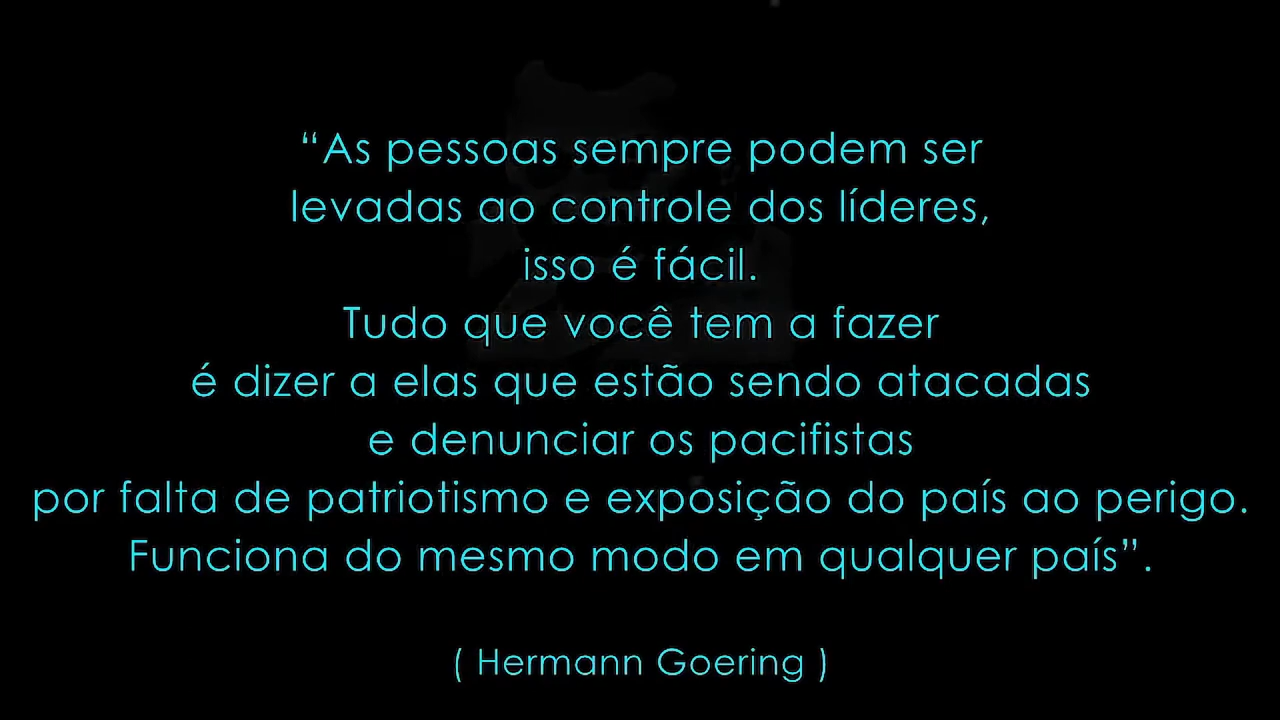 “As pessoas sempre podem ser
levadas ao controle dos líderes,
isso é fácil.
Tudo que você tem a fazer
é dizer a elas que estão sendo atacadas
e denunciar os pacifistas
por falta de patriotismo e exposição do país ao perigo.
Funciona do mesmo modo em qualquer país”.
( Hermann Goering )